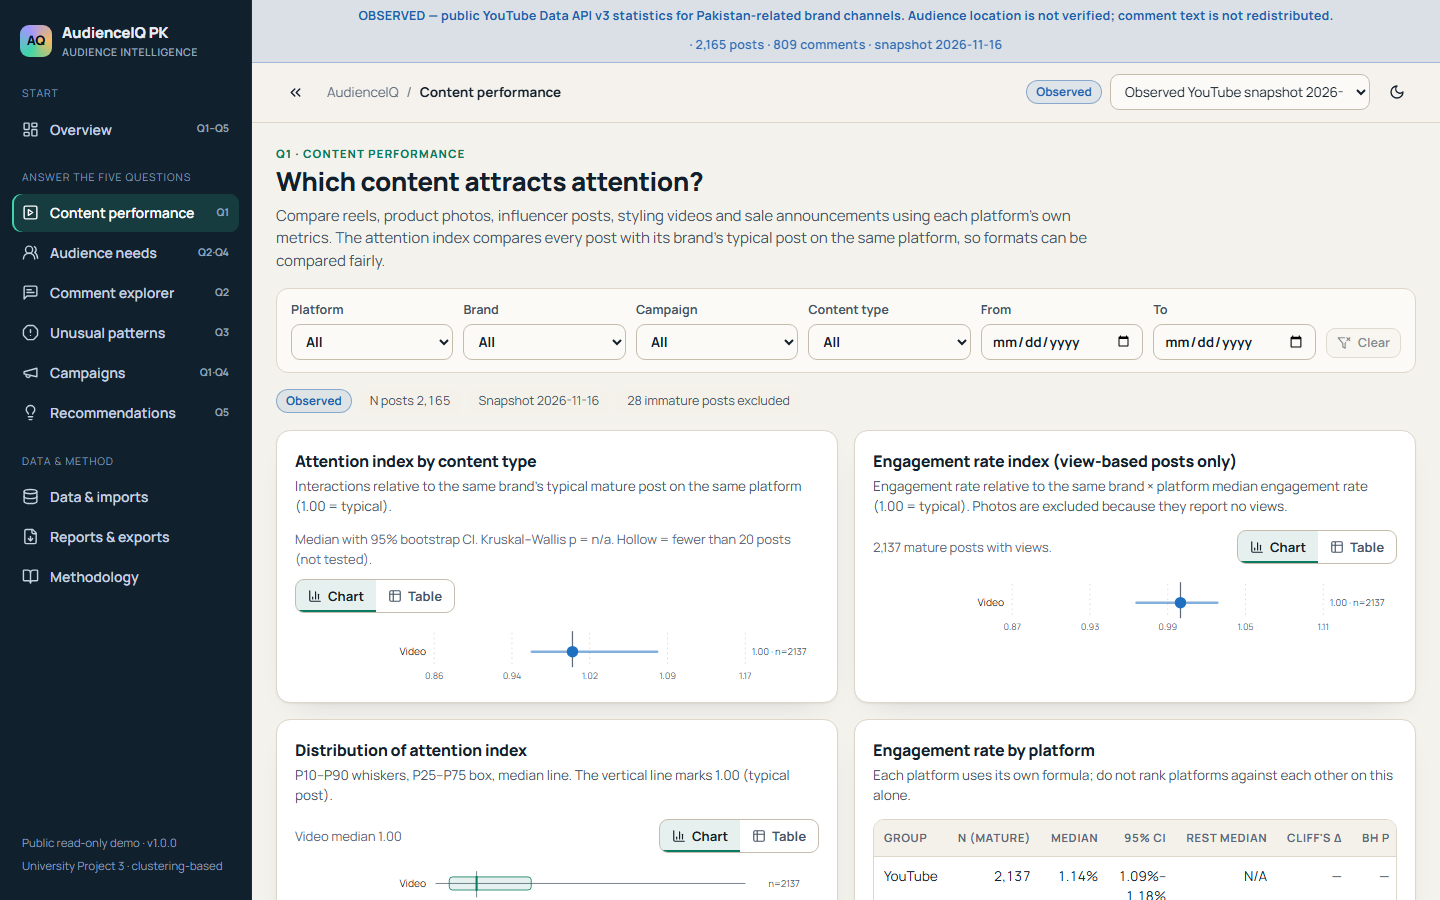 AQ
AudienceIQ PK
AUDIENCE INTELLIGENCE
START
Overview Q1–Q5
ANSWER THE FIVE QUESTIONS
Content performance Q1
Audience needs Q2·Q4
Comment explorer Q2
Unusual patterns Q3
Campaigns Q1·Q4
Recommendations Q5
DATA & METHOD
Data & imports
Reports & exports
Methodology
Public read-only demo · v1.0.0
University Project 3 · clustering-based
OBSERVED — public YouTube Data API v3 statistics for Pakistan-related brand channels. Audience location is not verified; comment text is not redistributed.
· 2,165 posts · 809 comments · snapshot 2026-11-16
AudienceIQ / Content performance
Observed Observed YouTube snapshot 2026-
Q1 · CONTENT PERFORMANCE
Which content attracts attention?
Compare reels, product photos, influencer posts, styling videos and sale announcements using each platform's own
metrics. The attention index compares every post with its brand's typical post on the same platform, so formats can be
compared fairly.
Platform Brand Campaign Content type From To
All All All All mm/dd/yyyy mm/dd/yyyy Clear
Observed N posts 2,165 Snapshot 2026-11-16 28 immature posts excluded
Attention index by content type
Interactions relative to the same brand's typical mature post on the same platform
(1.00 = typical).
Median with 95% bootstrap CI. Kruskal–Wallis p = n/a. Hollow = fewer than 20 posts
(not tested).
Chart Table
Video 1.00 · n=2137
0.86 0.94 1.02 1.09 1.17
Engagement rate index (view-based posts only)
Engagement rate relative to the same brand × platform median engagement rate
(1.00 = typical). Photos are excluded because they report no views.
2,137 mature posts with views. Chart Table
Video 1.00 · n=2137
0.87 0.93 0.99 1.05 1.11
Distribution of attention index
P10–P90 whiskers, P25–P75 box, median line. The vertical line marks 1.00 (typical
post).
Video median 1.00 Chart Table
Video n=2137
Engagement rate by platform
Each platform uses its own formula; do not rank platforms against each other on this
alone.
GROUP N (MATURE) MEDIAN 95% CI REST MEDIAN CLIFF'S Δ BH P
YouTube 2,137 1.14% 1.09%– N/A — —
1.18%